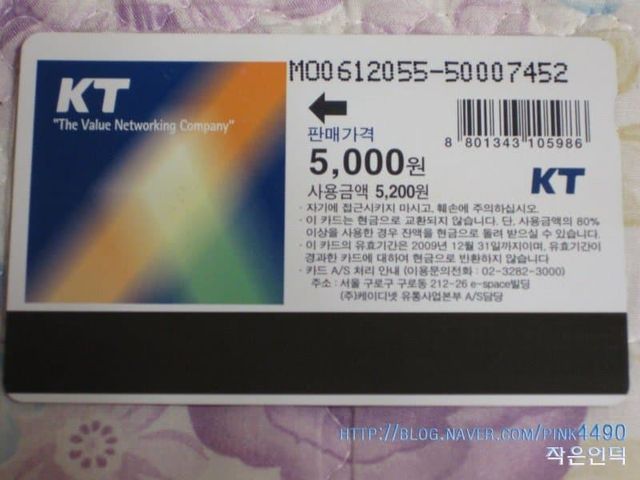 KT
"The Value Networking Company"
MO0612055-50007452
판매가격
5,000원
사용금액 5,200원
8 801343 105986
KT
· 자기에 접근시키지 마시고, 훼손에 주의하십시오.
· 이 카드는 현금으로 교환되지 않습니다. 단, 사용금액의 80%
이상을 사용한 경우 잔액을 현금으로 돌려 받으실 수 있습니다.
· 이 카드의 유효기간은 2009년 12월 31일까지이며, 유효기간이
경과한 카드에 대하여 현금으로 반환하지 않습니다
· 카드 A/S 처리 안내 (이용문의전화 : 02-3282-3000)
주소 : 서울 구로구 구로동 212-26 e-space빌딩
(주)케이디넷 유통사업본부 A/S담당
HTTP://BLOG.NAVER.COM/PINK4490
작은언덕